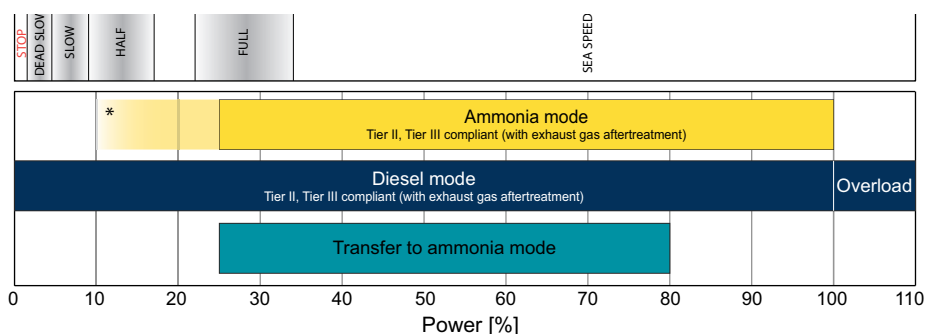 STOP
DEAD SLOW
SLOW
HALF
FULL
SEA SPEED
*
Ammonia mode
Tier II, Tier III compliant (with exhaust gas aftertreatment)
Diesel mode
Tier II, Tier III compliant (with exhaust gas aftertreatment)
Overload
Transfer to ammonia mode
0 10 20 30 40 50 60 70 80 90 100 110
Power [%]